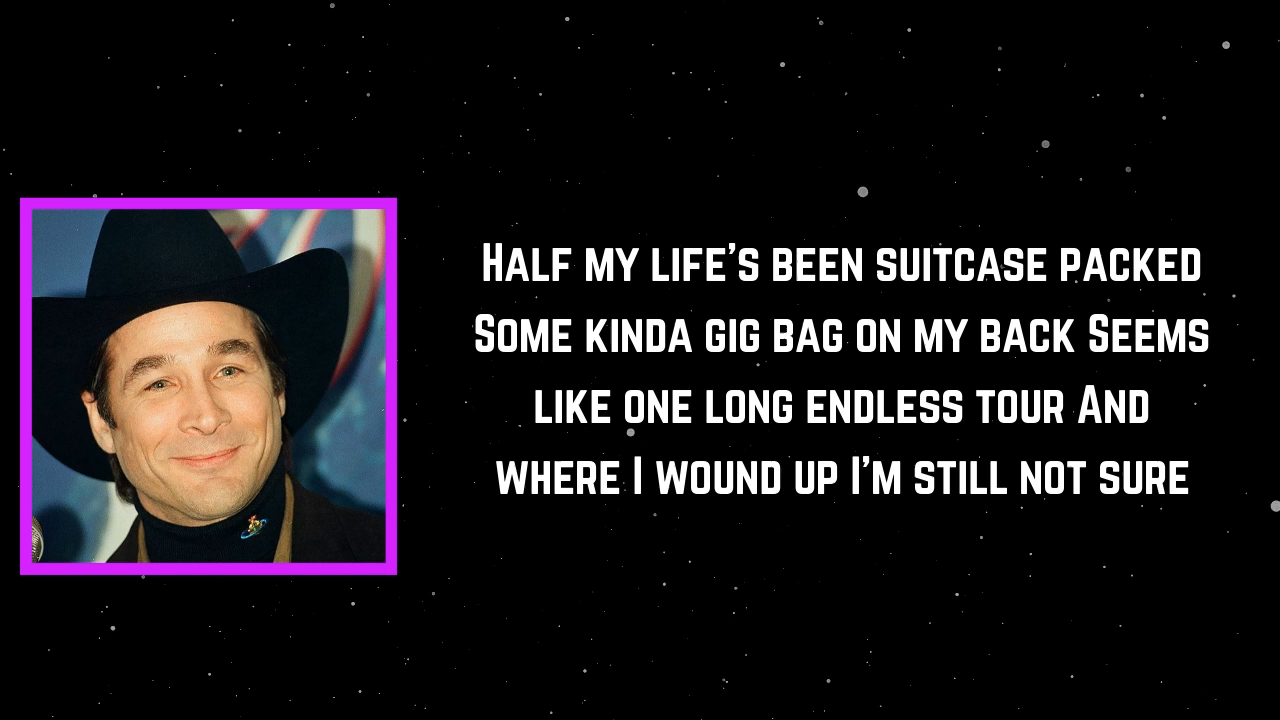 Half my life's been suitcase packed
Some kinda gig bag on my back Seems
like one long endless tour And
where I wound up I'm still not sure